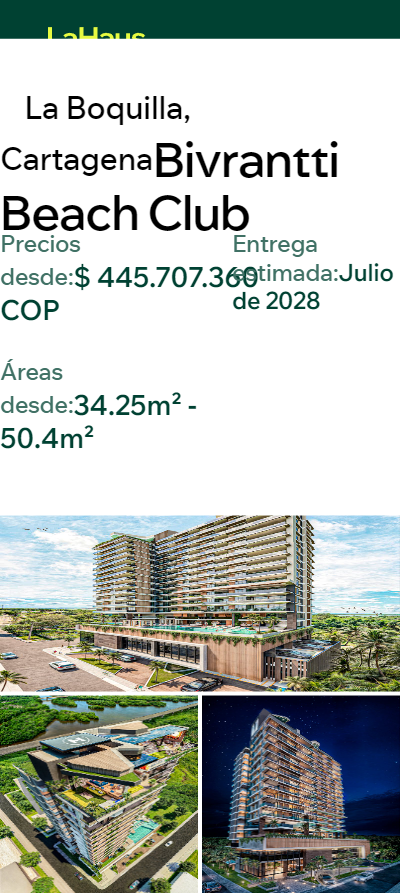 LaHaus
La Boquilla,
Cartagena Bivrantti
Beach Club
Precios
desde:$ 445.707.360
COP
Entrega
estimada:Julio
de 2028
Áreas
desde:34.25m² -
50.4m²